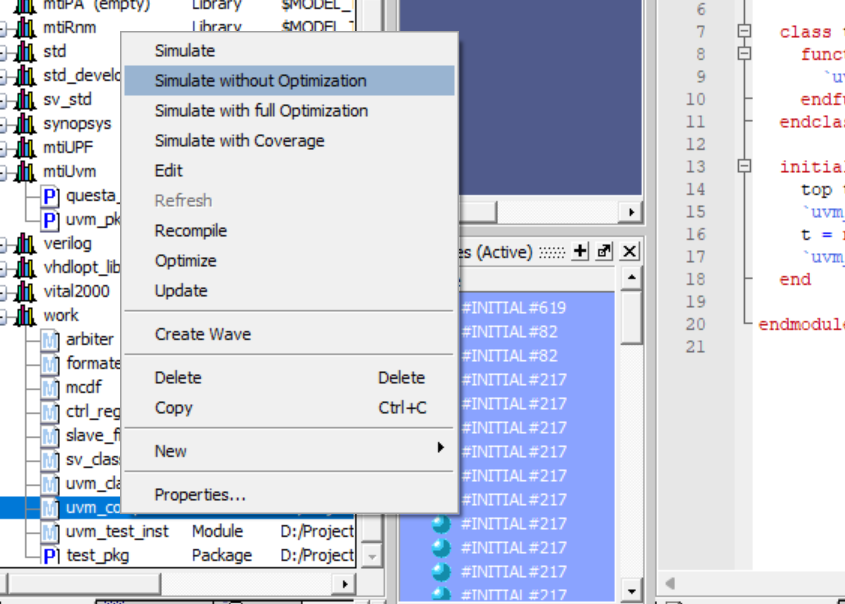 mtiPA (empty) Library $MODEL_
mtiRnm Library $MODEL_
std
std_develo
sv_std
synopsys
mtiUPF
mtiUvm
questa_
uvm_pk
verilog
vhdlopt_lib
vital2000
work
arbiter
formate
mcdf
ctrl_reg
slave_f
sv_clas
uvm_cla
uvm_co
uvm_test_inst Module D:/Project
test_pkg Package D:/Project
Simulate
Simulate without Optimization
Simulate with full Optimization
Simulate with Coverage
Edit
Refresh
Recompile
Optimize
Update
Create Wave
Delete Delete
Copy Ctrl+C
New
Properties...
es (Active)
#INITIAL#619
#INITIAL#82
#INITIAL#82
#INITIAL#217
#INITIAL#217
#INITIAL#217
#INITIAL#217
#INITIAL#217
#INITIAL#217
#INITIAL#217
#INITIAL#217
#INITIAL#217
#INITIAL#217
6
7 class t
8 func
9 `u
10 endf
11 endclas
12
13 initial
14 top t
15 `uvm_
16 t = n
17 `uvm_
18 end
19
20 endmodule
21